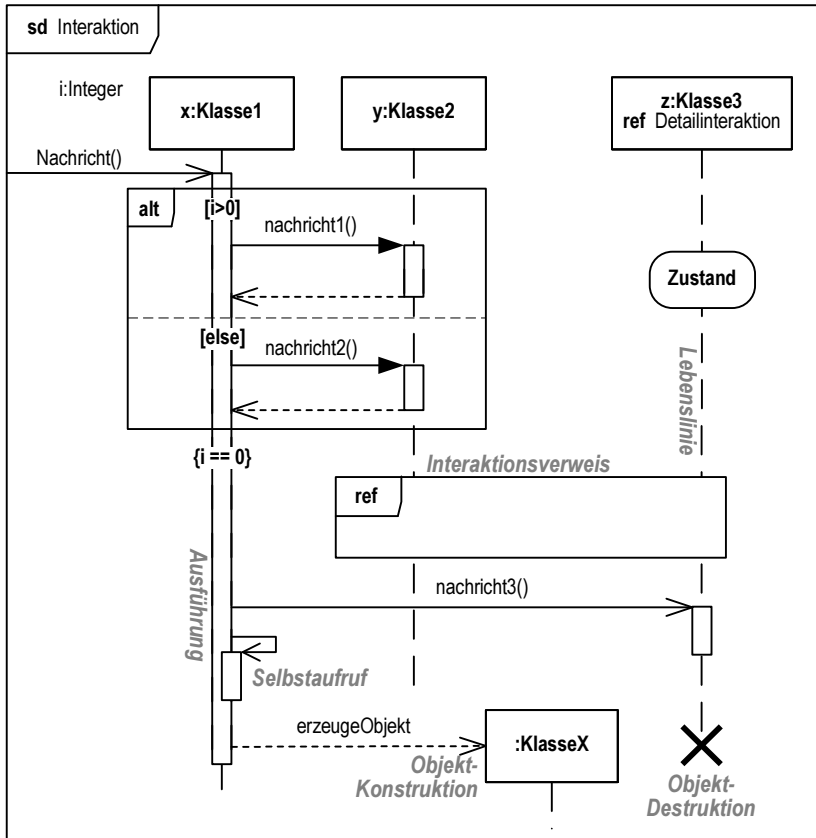 sd Interaktion
i:Integer
x:Klasse1
y:Klasse2
z:Klasse3
ref Detailinteraktion
Nachricht()
alt
[i>0]
nachricht1()
Zustand
[else]
nachricht2()
Lebenslinie
{i == 0}
Interaktionsverweis
ref
Ausführung
nachricht3()
Selbstaufruf
erzeugeObjekt
:KlasseX
Objekt-
Konstruktion
Objekt-
Destruktion